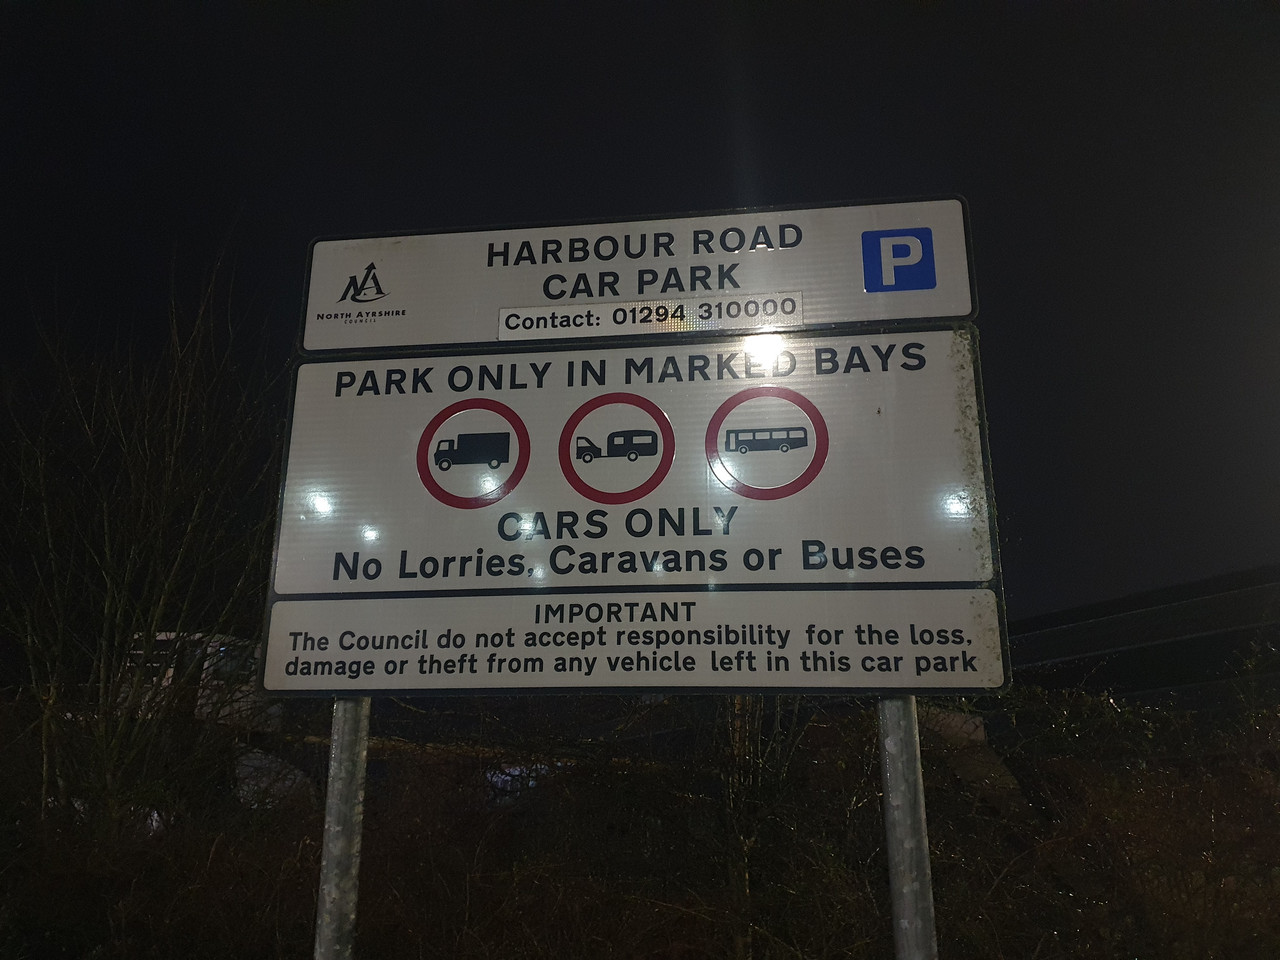 HARBOUR ROAD
CAR PARK
P
NA
NORTH AYRSHIRE
COUNCIL
Contact: 01294 310000
PARK ONLY IN MARKED BAYS
CARS ONLY
No Lorries, Caravans or Buses
IMPORTANT
The Council do not accept responsibility for the loss,
damage or theft from any vehicle left in this car park